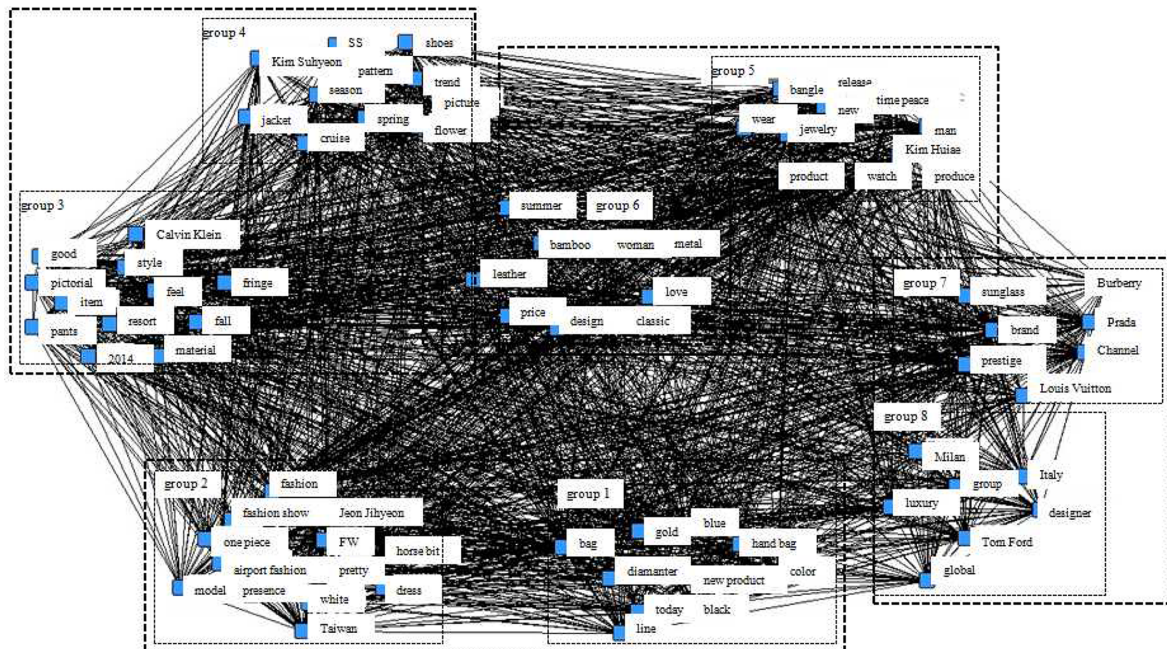 group 4
SS
shoes
Kim Suhyeon
pattern
trend
season
picture
jacket
spring
flower
cruise
group 5
bangle
release
new
time peace
wear
jewelry
man
Kim Huiae
product
watch
produce
group 3
good
Calvin Klein
style
pictorial
feel
fringe
item
pants
resort
fall
2014
material
summer
group 6
bamboo
woman
metal
leather
love
price
design
classic
group 7
sunglass
Burberry
brand
Prada
prestige
Channel
Louis Vuitton
group 8
Milan
group
Italy
luxury
designer
Tom Ford
global
group 2
fashion
fashion show
Jeon Jihyeon
one piece
FW
horse bit
airport fashion
pretty
model
presence
white
dress
Taiwan
group 1
gold
blue
bag
hand bag
diamanter
new product
color
today
black
line